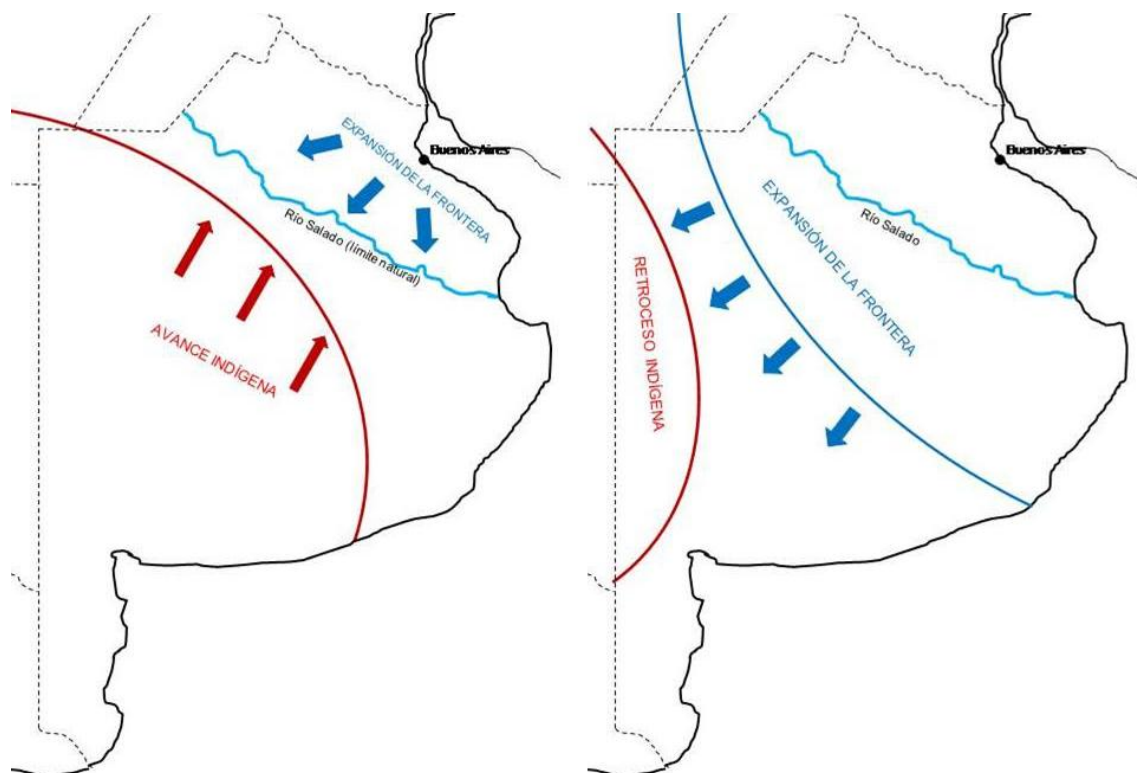 EXPANSIÓN DE LA FRONTERA
Buenos Aires
Río Salado (límite natural)
AVANCE INDÍGENA
Buenos Aires
Río Salado
EXPANSIÓN DE LA FRONTERA
RETROCESO INDÍGENA